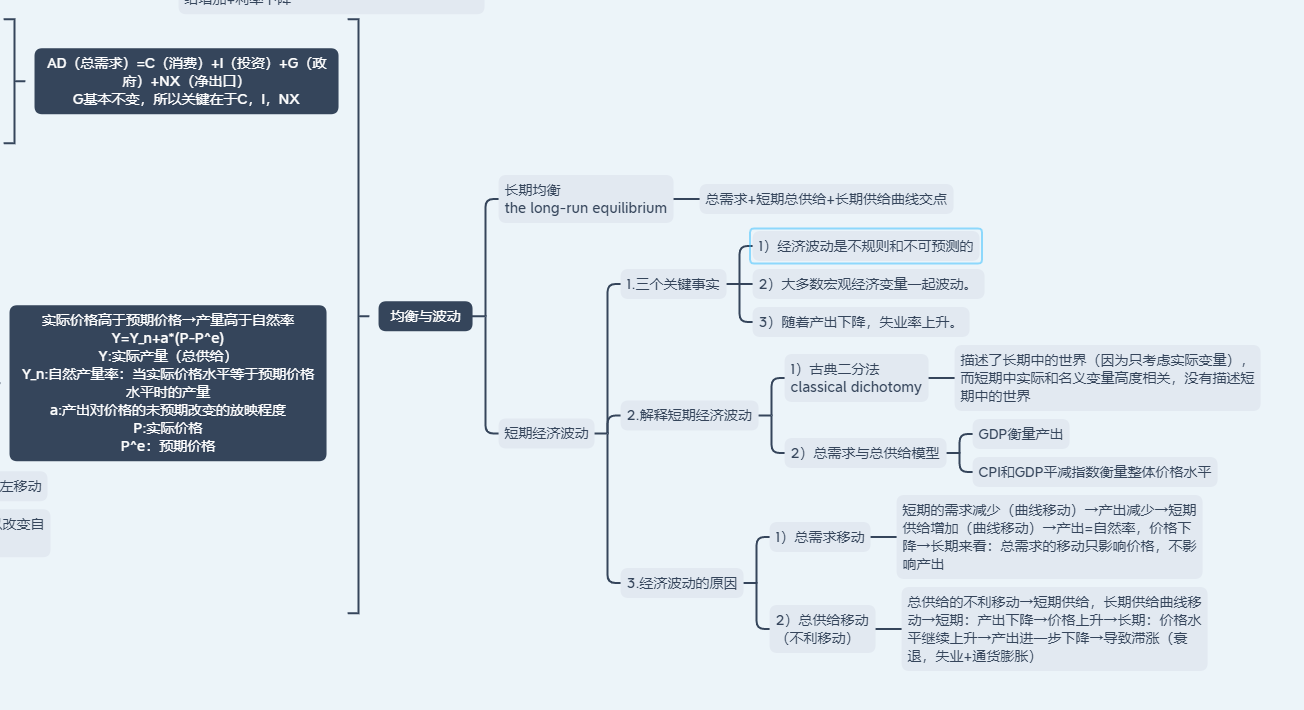 给增加+利率下降
AD（总需求）=C（消费）+I（投资）+G（政
府）+NX（净出口）
G基本不变，所以关键在于C，I，NX
实际价格高于预期价格→产量高于自然率
Y=Y_n+a*(P-P^e)
Y:实际产量（总供给）
Y_n:自然产量率：当实际价格水平等于预期价格
水平时的产量
a:产出对价格的未预期改变的放映程度
P:实际价格
P^e：预期价格
左移动
改变自
均衡与波动
长期均衡
the long-run equilibrium
总需求+短期总供给+长期供给曲线交点
短期经济波动
1.三个关键事实
1）经济波动是不规则和不可预测的
2）大多数宏观经济变量一起波动。
3）随着产出下降，失业率上升。
2.解释短期经济波动
1）古典二分法
classical dichotomy
描述了长期中的世界（因为只考虑实际变量），
而短期中实际和名义变量高度相关，没有描述短
期中的世界
2）总需求与总供给模型
GDP衡量产出
CPI和GDP平减指数衡量整体价格水平
3.经济波动的原因
1）总需求移动
短期的需求减少（曲线移动）→产出减少→短期
供给增加（曲线移动）→产出=自然率，价格下
降→长期来看：总需求的移动只影响价格，不影
响产出
2）总供给移动
（不利移动）
总供给的不利移动→短期供给，长期供给曲线移
动→短期：产出下降→价格上升→长期：价格水
平继续上升→产出进一步下降→导致滞涨（衰
退，失业+通货膨胀）